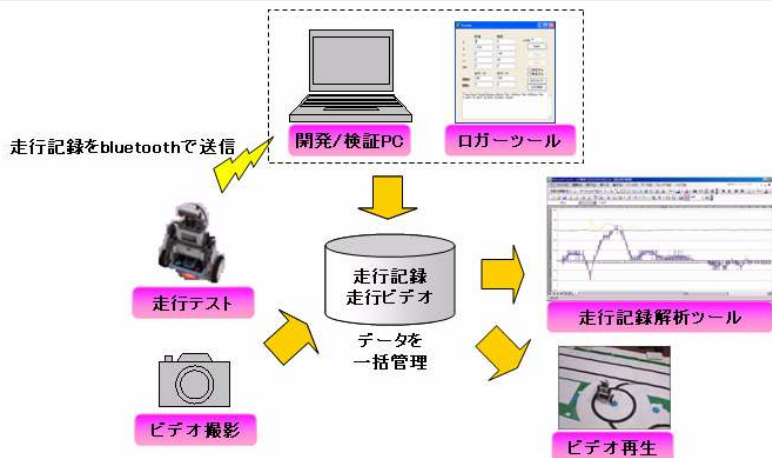 開発/検証PC
ロガーツール
走行記録をbluetoothで送信
走行テスト
走行記録
走行ビデオ
データを
一括管理
走行記録解析ツール
ビデオ撮影
ビデオ再生